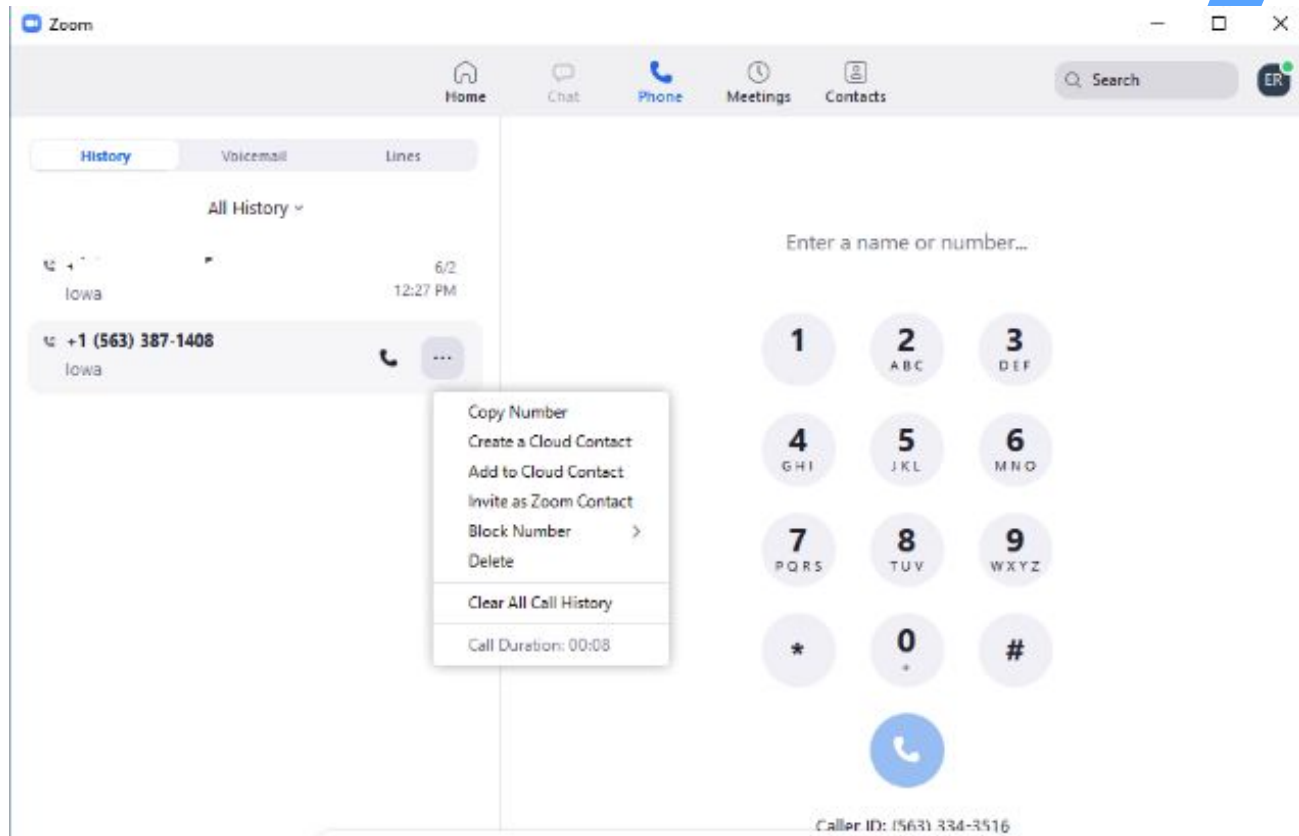 Zoom
Home Chat Phone Meetings Contacts
Search
ER
History Voicemail Lines
All History
6/2
Iowa 12:27 PM
+1 (563) 387-1408
Iowa
...
Copy Number
Create a Cloud Contact
Add to Cloud Contact
Invite as Zoom Contact
Block Number
Delete
Clear All Call History
Call Duration: 00:08
Enter a name or number...
1 2 3
ABC DEF
4 5 6
GHI JKL MNO
7 8 9
PQRS TUV WXYZ
* 0 #
+
Caller ID: (563) 334-3516